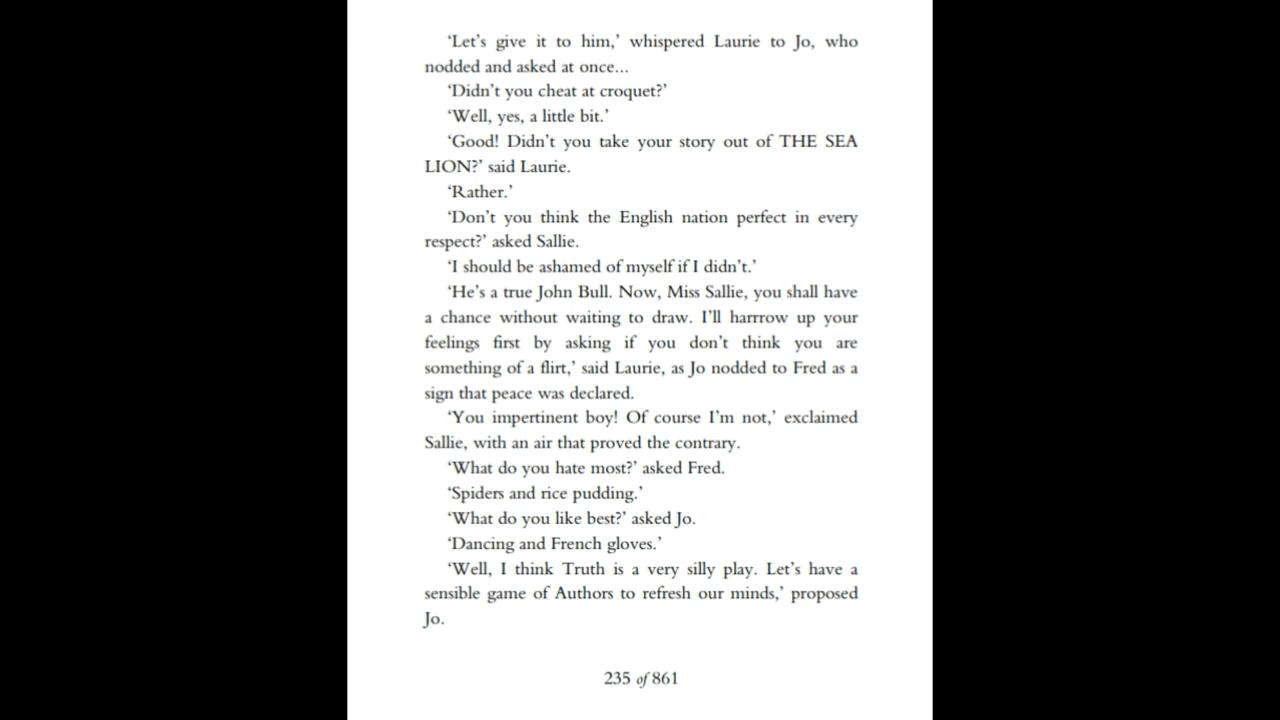 ‘Let’s give it to him,’ whispered Laurie to Jo, who
nodded and asked at once...
‘Didn’t you cheat at croquet?’
‘Well, yes, a little bit.’
‘Good! Didn’t you take your story out of THE SEA
LION?’ said Laurie.
‘Rather.’
‘Don’t you think the English nation perfect in every
respect?’ asked Sallie.
‘I should be ashamed of myself if I didn’t.’
‘He’s a true John Bull. Now, Miss Sallie, you shall have
a chance without waiting to draw. I’ll harrrow up your
feelings first by asking if you don’t think you are
something of a flirt,’ said Laurie, as Jo nodded to Fred as a
sign that peace was declared.
‘You impertinent boy! Of course I’m not,’ exclaimed
Sallie, with an air that proved the contrary.
‘What do you hate most?’ asked Fred.
‘Spiders and rice pudding.’
‘What do you like best?’ asked Jo.
‘Dancing and French gloves.’
‘Well, I think Truth is a very silly play. Let’s have a
sensible game of Authors to refresh our minds,’ proposed
Jo.
235 of 861